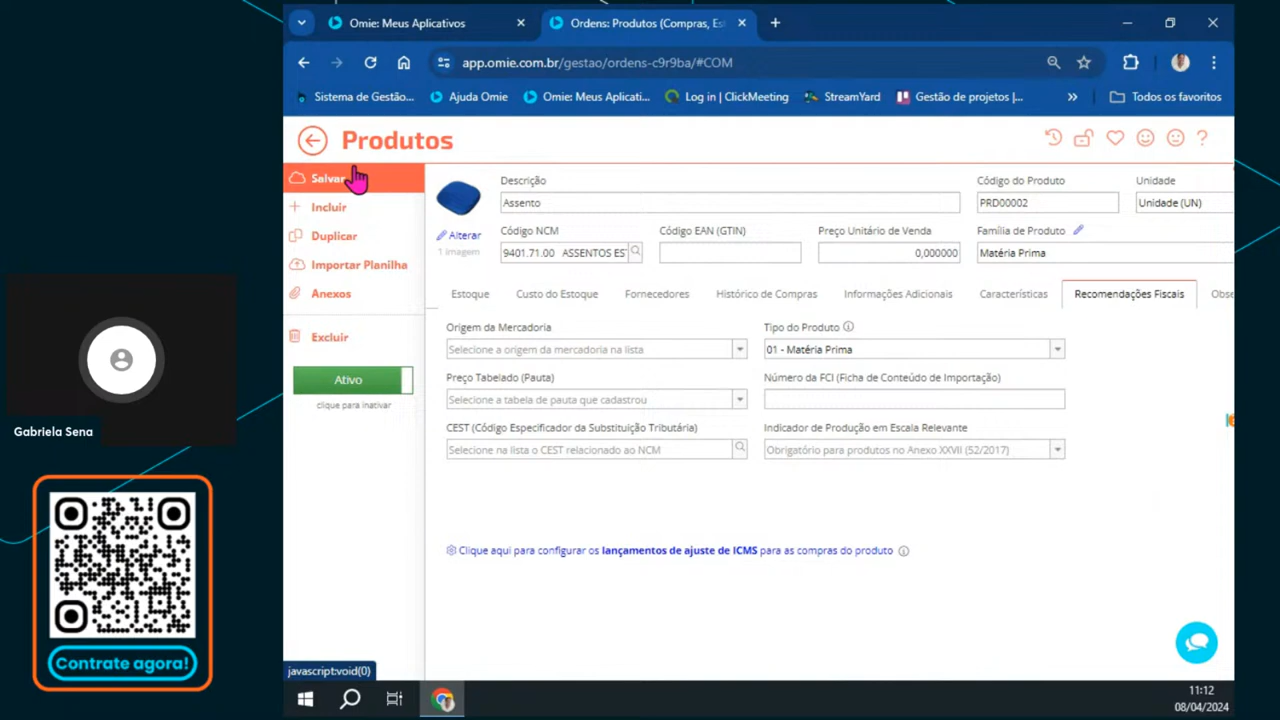 Omie: Meus Aplicativos
Ordens: Produtos (Compras, Es
app.omie.com.br/gestao/ordens-c9r9ba/#COM
Sistema de Gestão...
Ajuda Omie
Omie: Meus Aplicati...
Log in | ClickMeeting
StreamYard
Gestão de projetos |...
»
Todos os favoritos
Produtos
?
Salvar
Incluir
Duplicar
Importar Planilha
Anexos
Excluir
Ativo
clique para inativar
Alterar
1 imagem
Descrição
Código do Produto
Unidade
Assento
PRD00002
Unidade (UN)
Código NCM
Código EAN (GTIN)
Preço Unitário de Venda
Família de Produto
9401.71.00 ASSENTOS ES
0,000000
Matéria Prima
Estoque
Custo do Estoque
Fornecedores
Histórico de Compras
Informações Adicionais
Características
Recomendações Fiscais
Obse
Origem da Mercadoria
Tipo do Produto
Selecione a origem da mercadoria na lista
01 - Matéria Prima
Preço Tabelado (Pauta)
Número da FCI (Ficha de Conteúdo de Importação)
Selecione a tabela de pauta que cadastrou
CEST (Código Especificador da Substituição Tributária)
Indicador de Produção em Escala Relevante
Selecione na lista o CEST relacionado ao NCM
Obrigatório para produtos no Anexo XXVII (52/2017)
Clique aqui para configurar os lançamentos de ajuste de ICMS para as compras do produto
Gabriela Sena
Contrate agora!
javascript:void(0)
11:12
08/04/2024